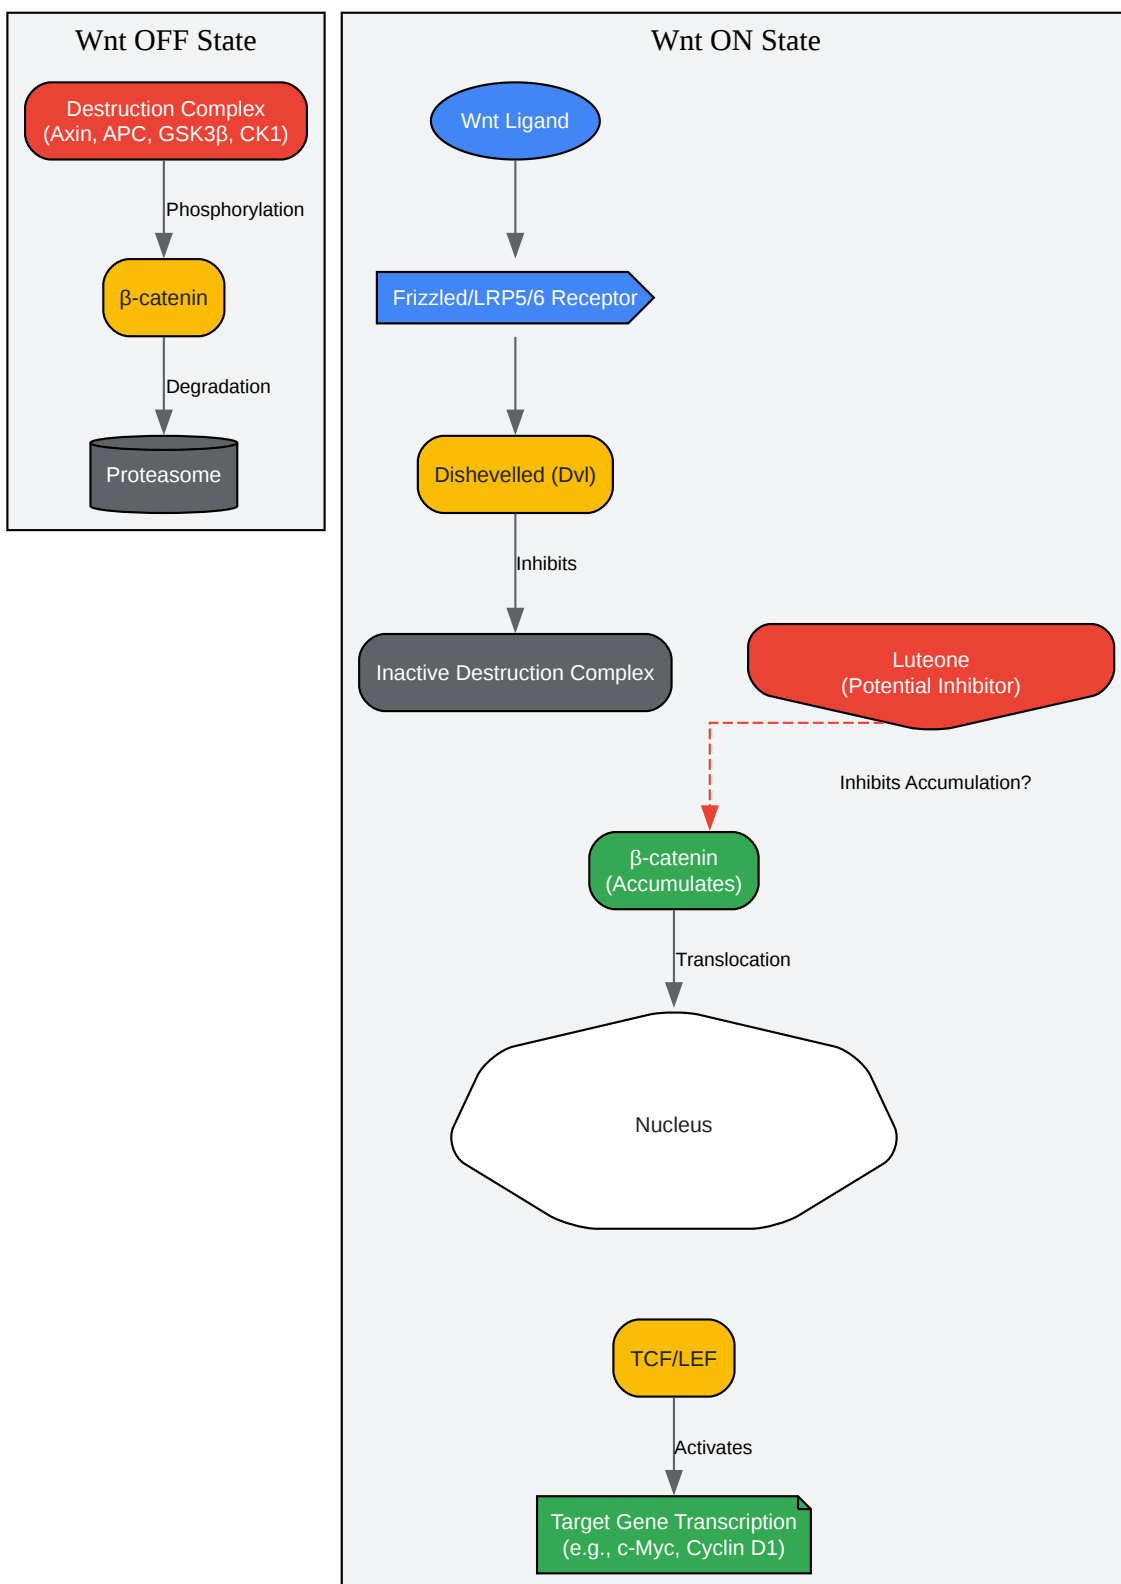 Wnt OFF State
Destruction Complex
(Axin, APC, GSK3β, CK1)
Phosphorylation
β-catenin
Degradation
Proteasome
Wnt ON State
Wnt Ligand
Frizzled/LRP5/6 Receptor
Dishevelled (Dvl)
Inhibits
Inactive Destruction Complex
Luteone
(Potential Inhibitor)
Inhibits Accumulation?
β-catenin
(Accumulates)
Translocation
Nucleus
TCF/LEF
Activates
Target Gene Transcription
(e.g., c-Myc, Cyclin D1)